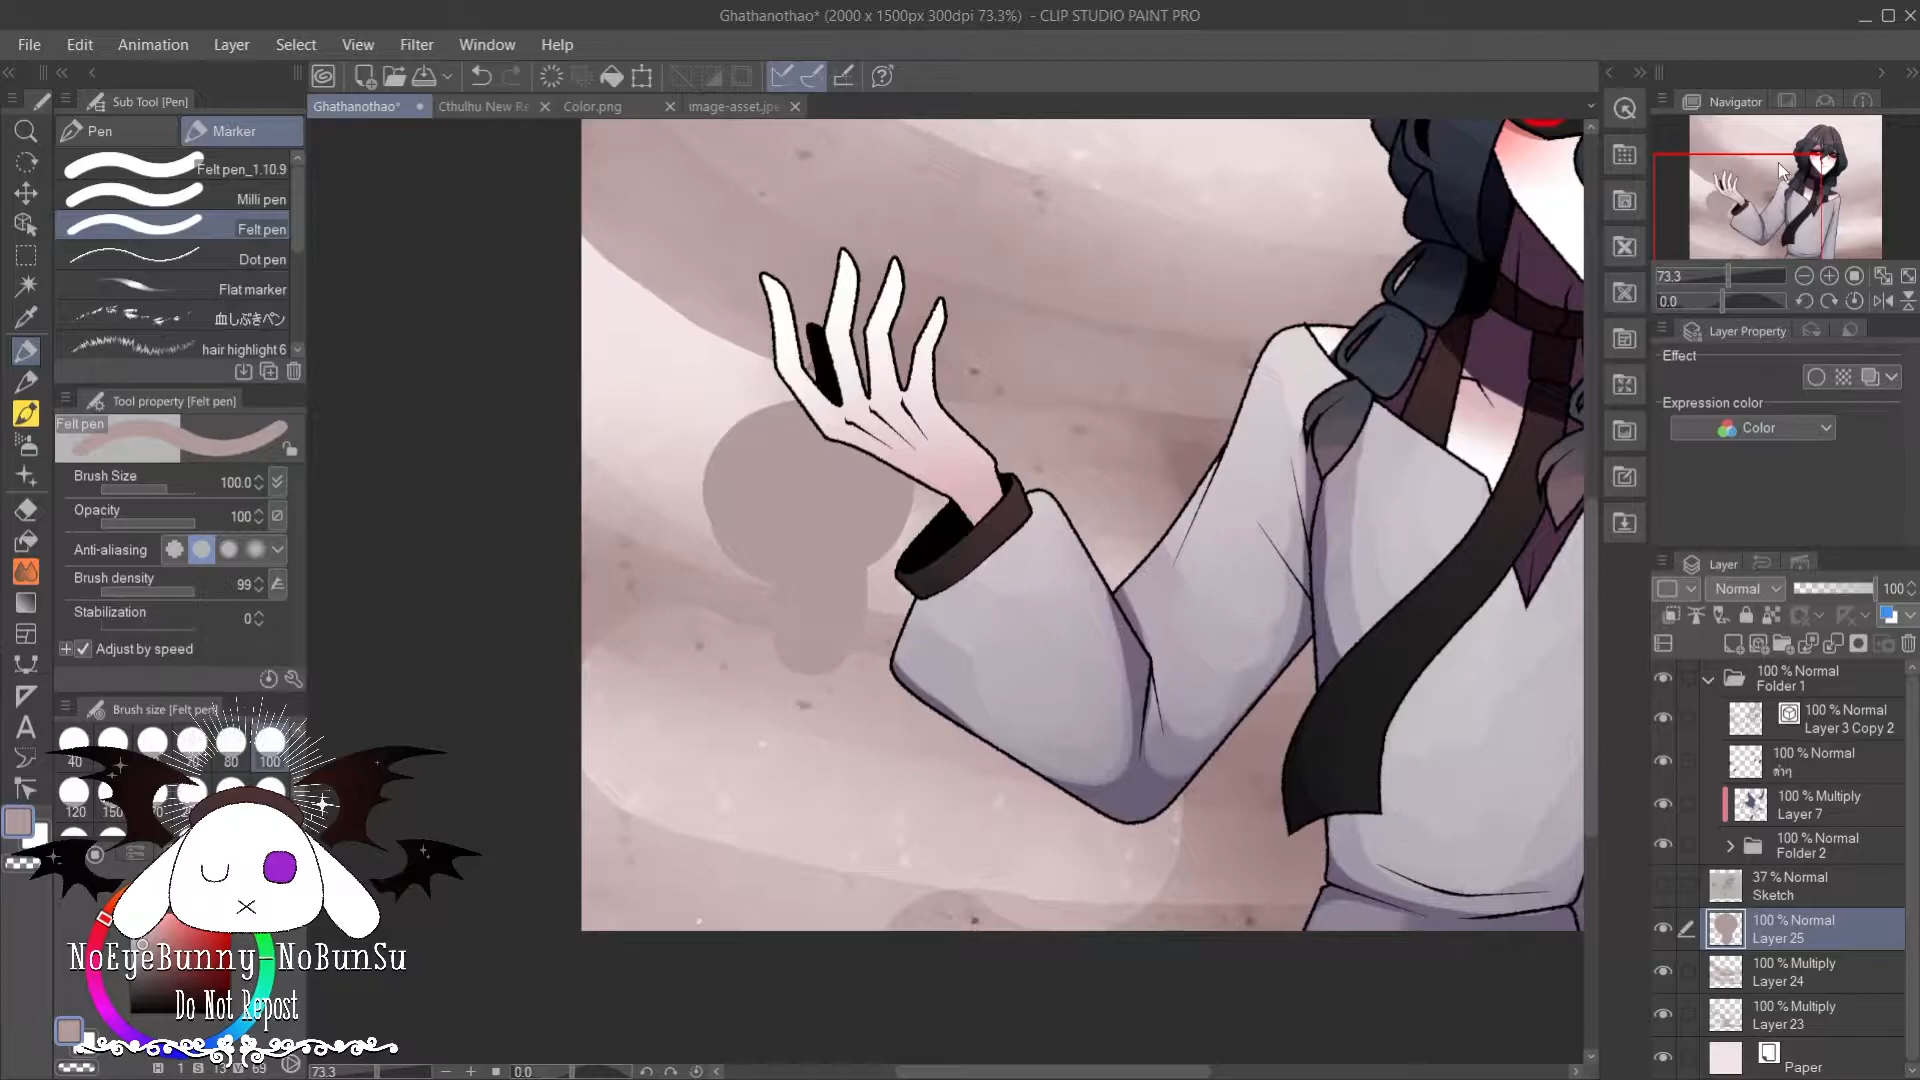 Ghathanothao* (2000 x 1500px 300dpi 73.3%) - CLIP STUDIO PAINT PRO
File Edit Animation Layer Select View Filter Window Help
Sub Tool [Pen]
Pen Marker
Felt pen_1.10.9
Milli pen
Felt pen
Dot pen
Flat marker
血しぶきペン
hair highlight 6
Tool property [Felt pen]
Felt pen
Brush Size 100.0
Opacity 100
Anti-aliasing
Brush density 99
Stabilization 0
Adjust by speed
Brush size [Felt pen]
40 80 100
120 150
NoEyeBunny-NoBunSu
Do Not Repost
H 1 S 13 V 69
Ghathanothao* Cthulhu New Re Color.png image-asset.jpe
73.3 0.0
Navigator
73.3
0.0
Layer Property
Effect
Expression color
Color
Layer
Normal 100
100 % Normal
Folder 1
100 % Normal
Layer 3 Copy 2
100 % Normal
ดำๆ
100 % Multiply
Layer 7
100 % Normal
Folder 2
37 % Normal
Sketch
100 % Normal
Layer 25
100 % Multiply
Layer 24
100 % Multiply
Layer 23
Paper